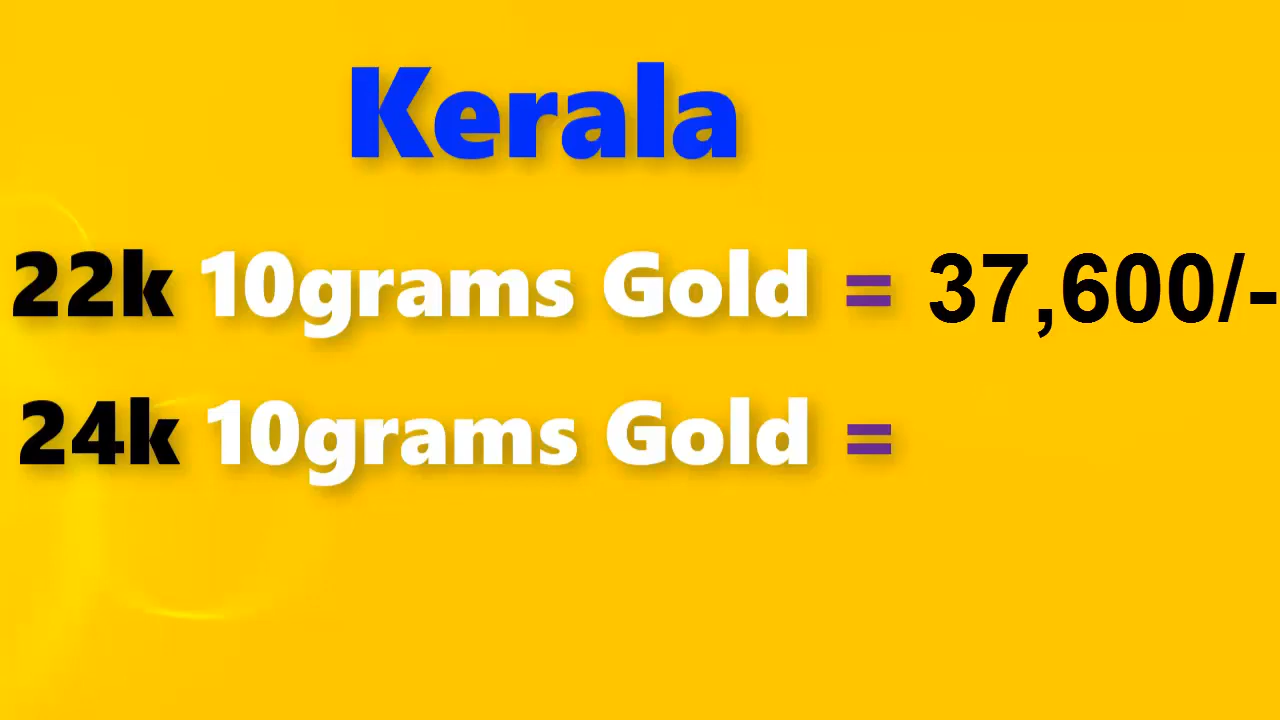 Kerala
22k 10grams Gold = 37,600/-
24k 10grams Gold =